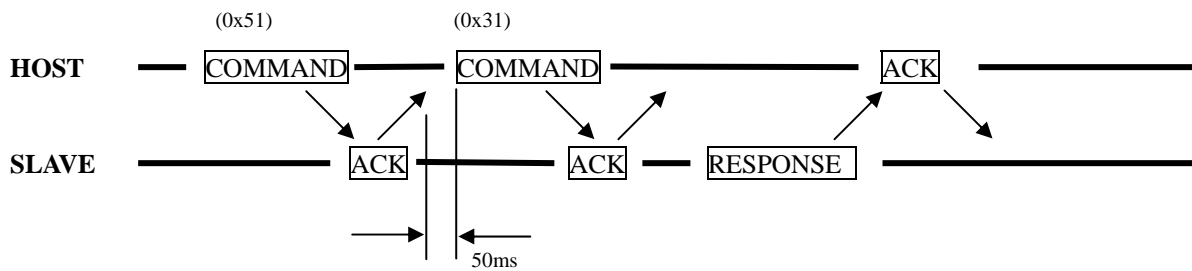 (0x51) (0x31)
HOST COMMAND COMMAND ACK
SLAVE ACK ACK RESPONSE
50ms